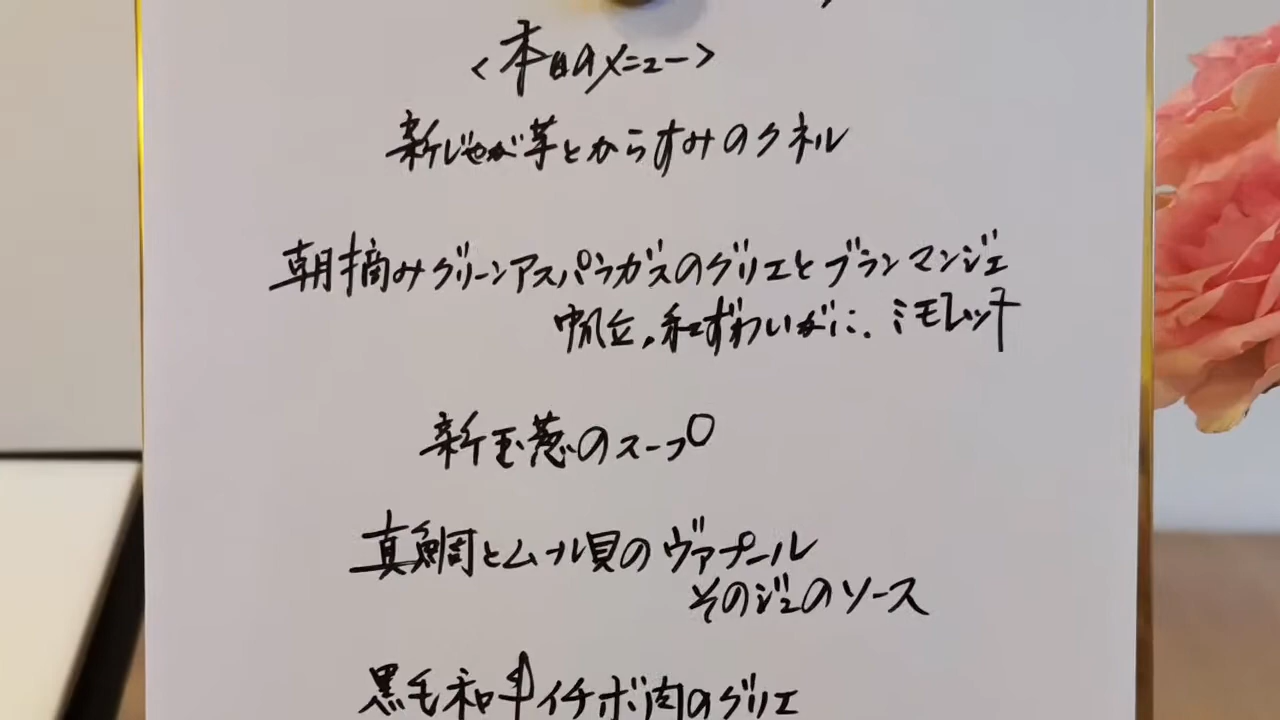 <本日のメニュー>
新じゃが芋とからすみのクネル
朝摘みグリーンアスパラガスのグリエとブランマンジェ
帆立、和ずわいがに、ミモレット
新玉葱のスープ
真鯛とムール貝のヴァプール
そのジュのソース
黒毛和牛イチボ肉のグリエ